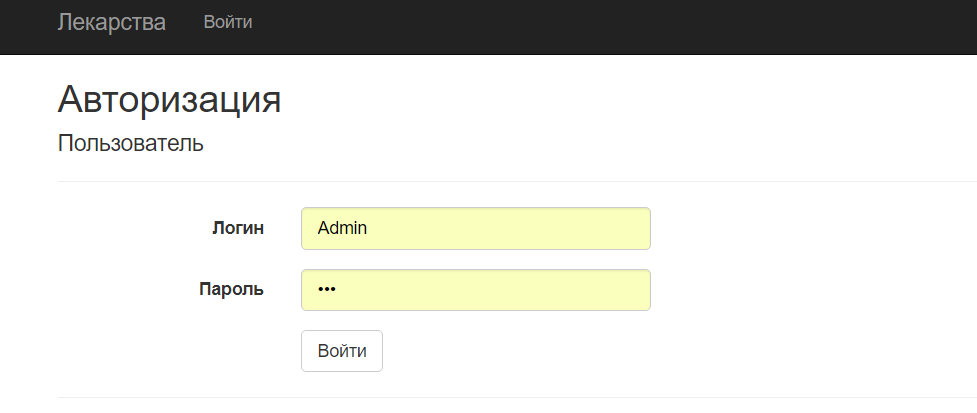 Лекарства Войти
Авторизация
Пользователь
Логин Admin
Пароль •••
Войти